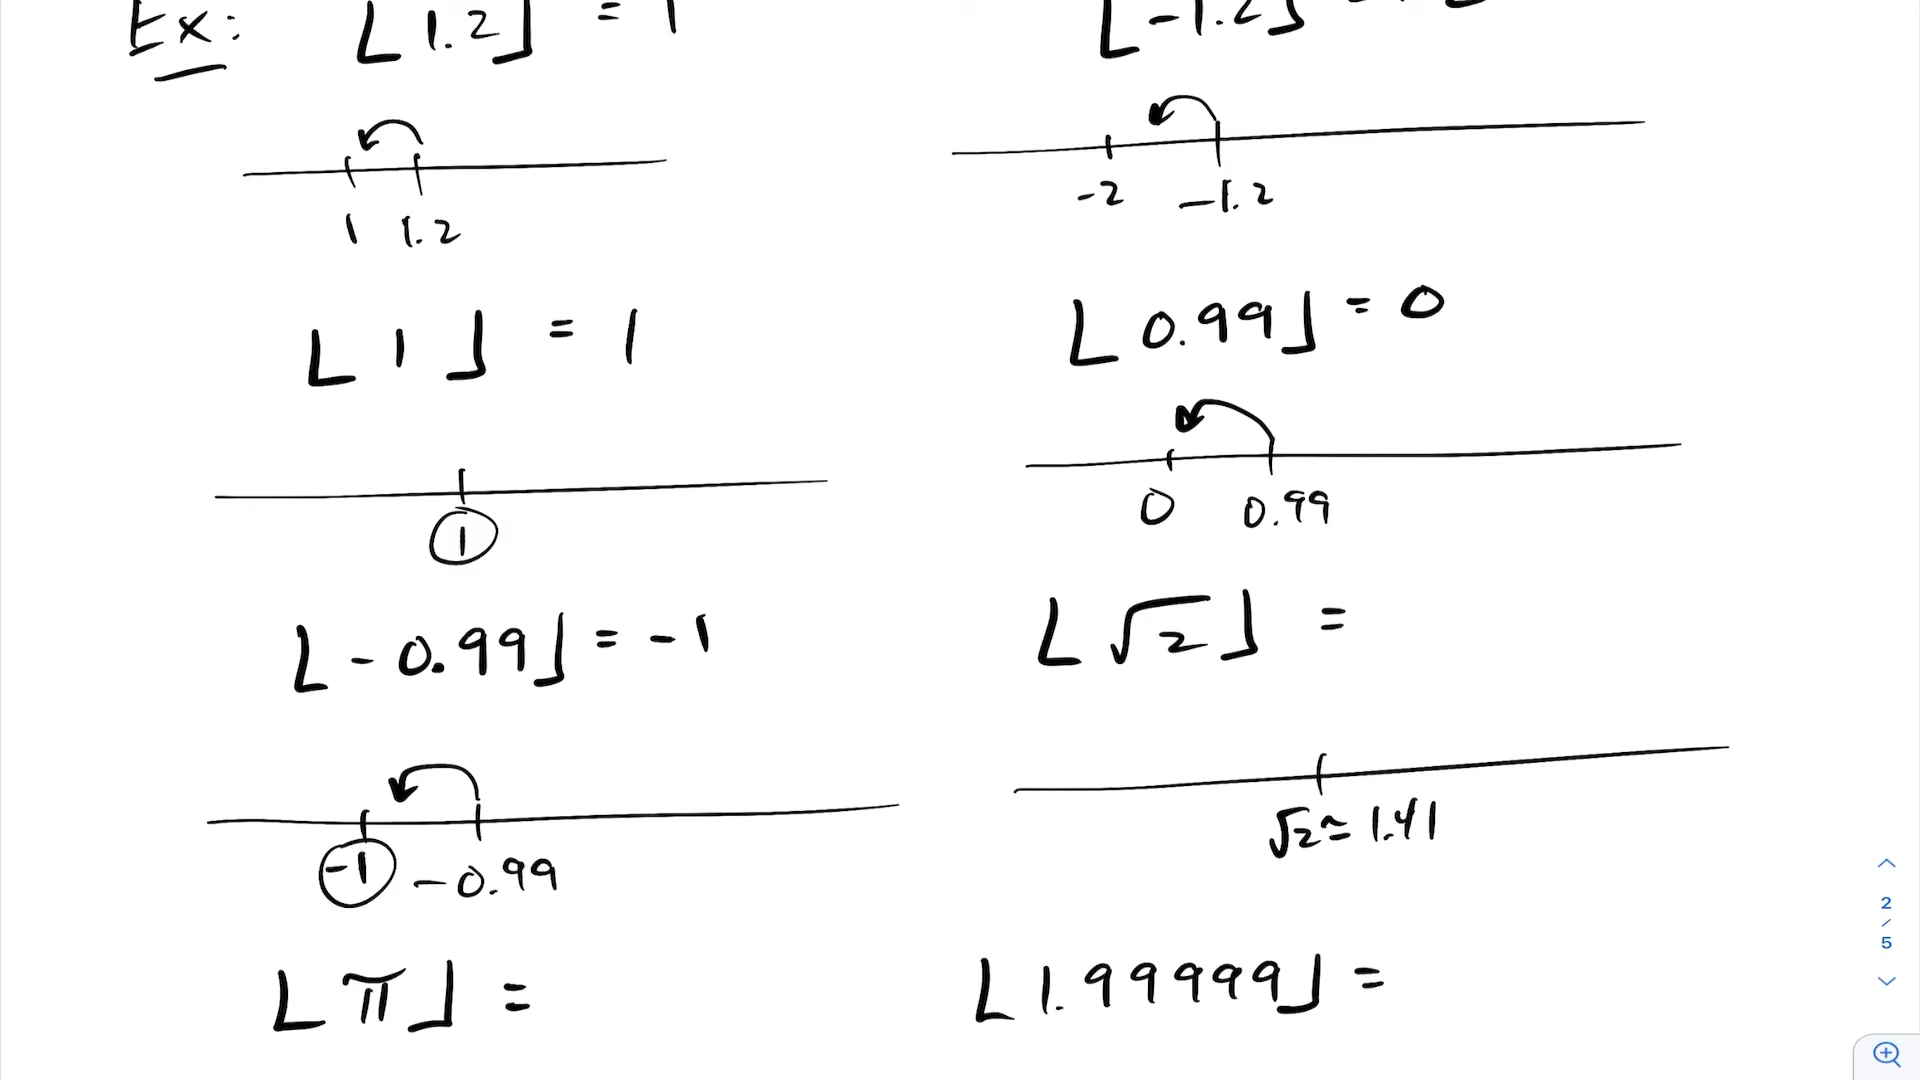 Ex: ⌊1.2⌋ = 1
⌊-1.2⌋
1 1.2
-2 -1.2
⌊1⌋ = 1
⌊0.99⌋ = 0
1
0 0.99
⌊-0.99⌋ = -1
⌊√2⌋ =
-1 -0.99
√2 ≃ 1.41
⌊π⌋ =
⌊1.99999⌋ =
2
/
5